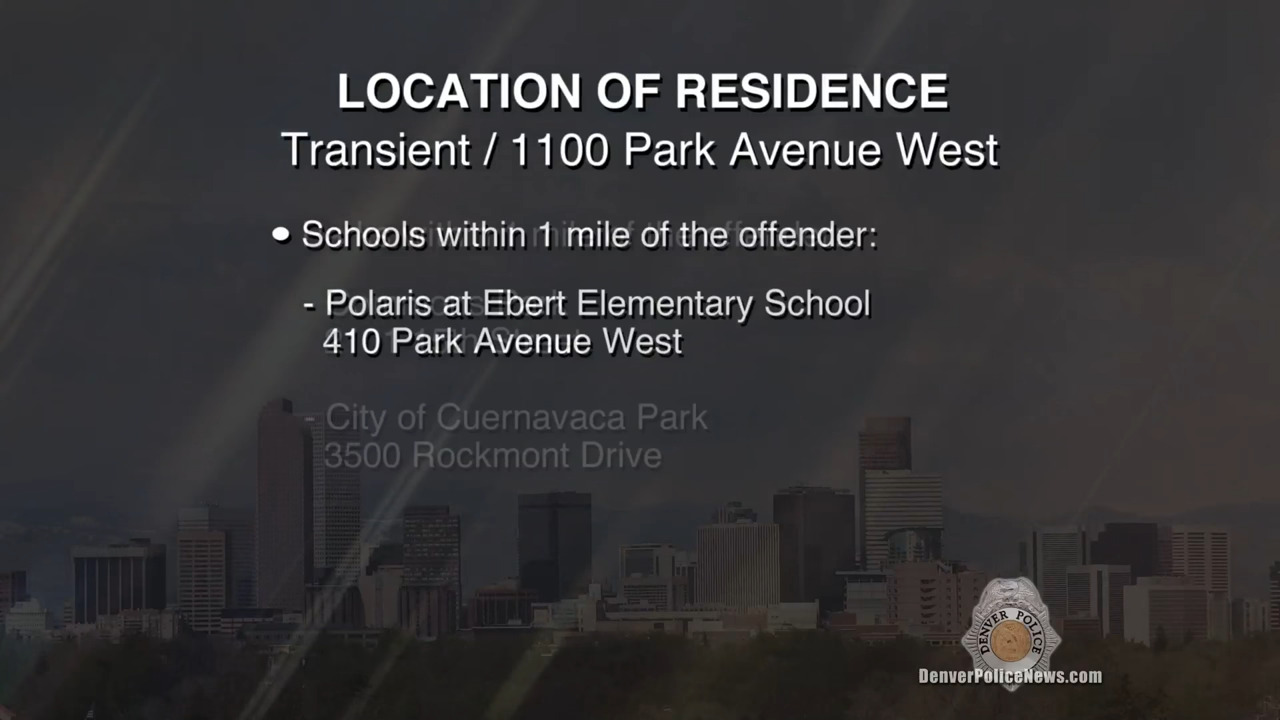 LOCATION OF RESIDENCE
Transient / 1100 Park Avenue West
Schools within 1 mile of the offender:
- Polaris at Ebert Elementary School
410 Park Avenue West
- City of Cuernavaca Park
3500 Rockmont Drive
DENVER POLICE
DenverPoliceNews.com